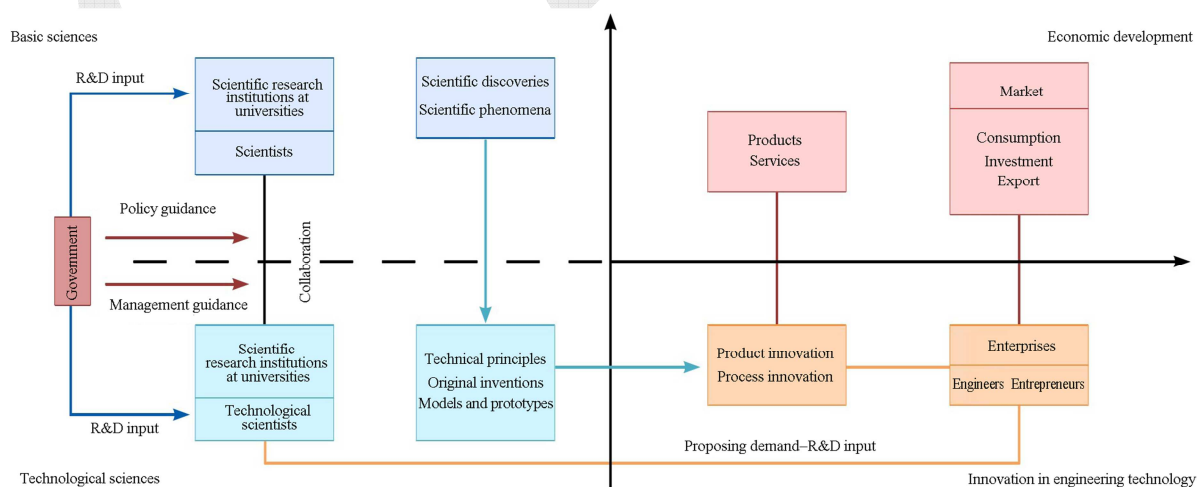 Basic sciences
Economic development
R&D input
Scientific research
institutions at
universities
Scientists
Scientific discoveries
Scientific phenomena
Products
Services
Market
Consumption
Investment
Export
Government
Policy guidance
Management guidance
Collaboration
Scientific
research institutions
at universities
Technological
scientists
R&D input
Technical principles
Original inventions
Models and prototypes
Product innovation
Process innovation
Enterprises
Engineers Entrepreneurs
Proposing demand–R&D input
Technological sciences
Innovation in engineering technology